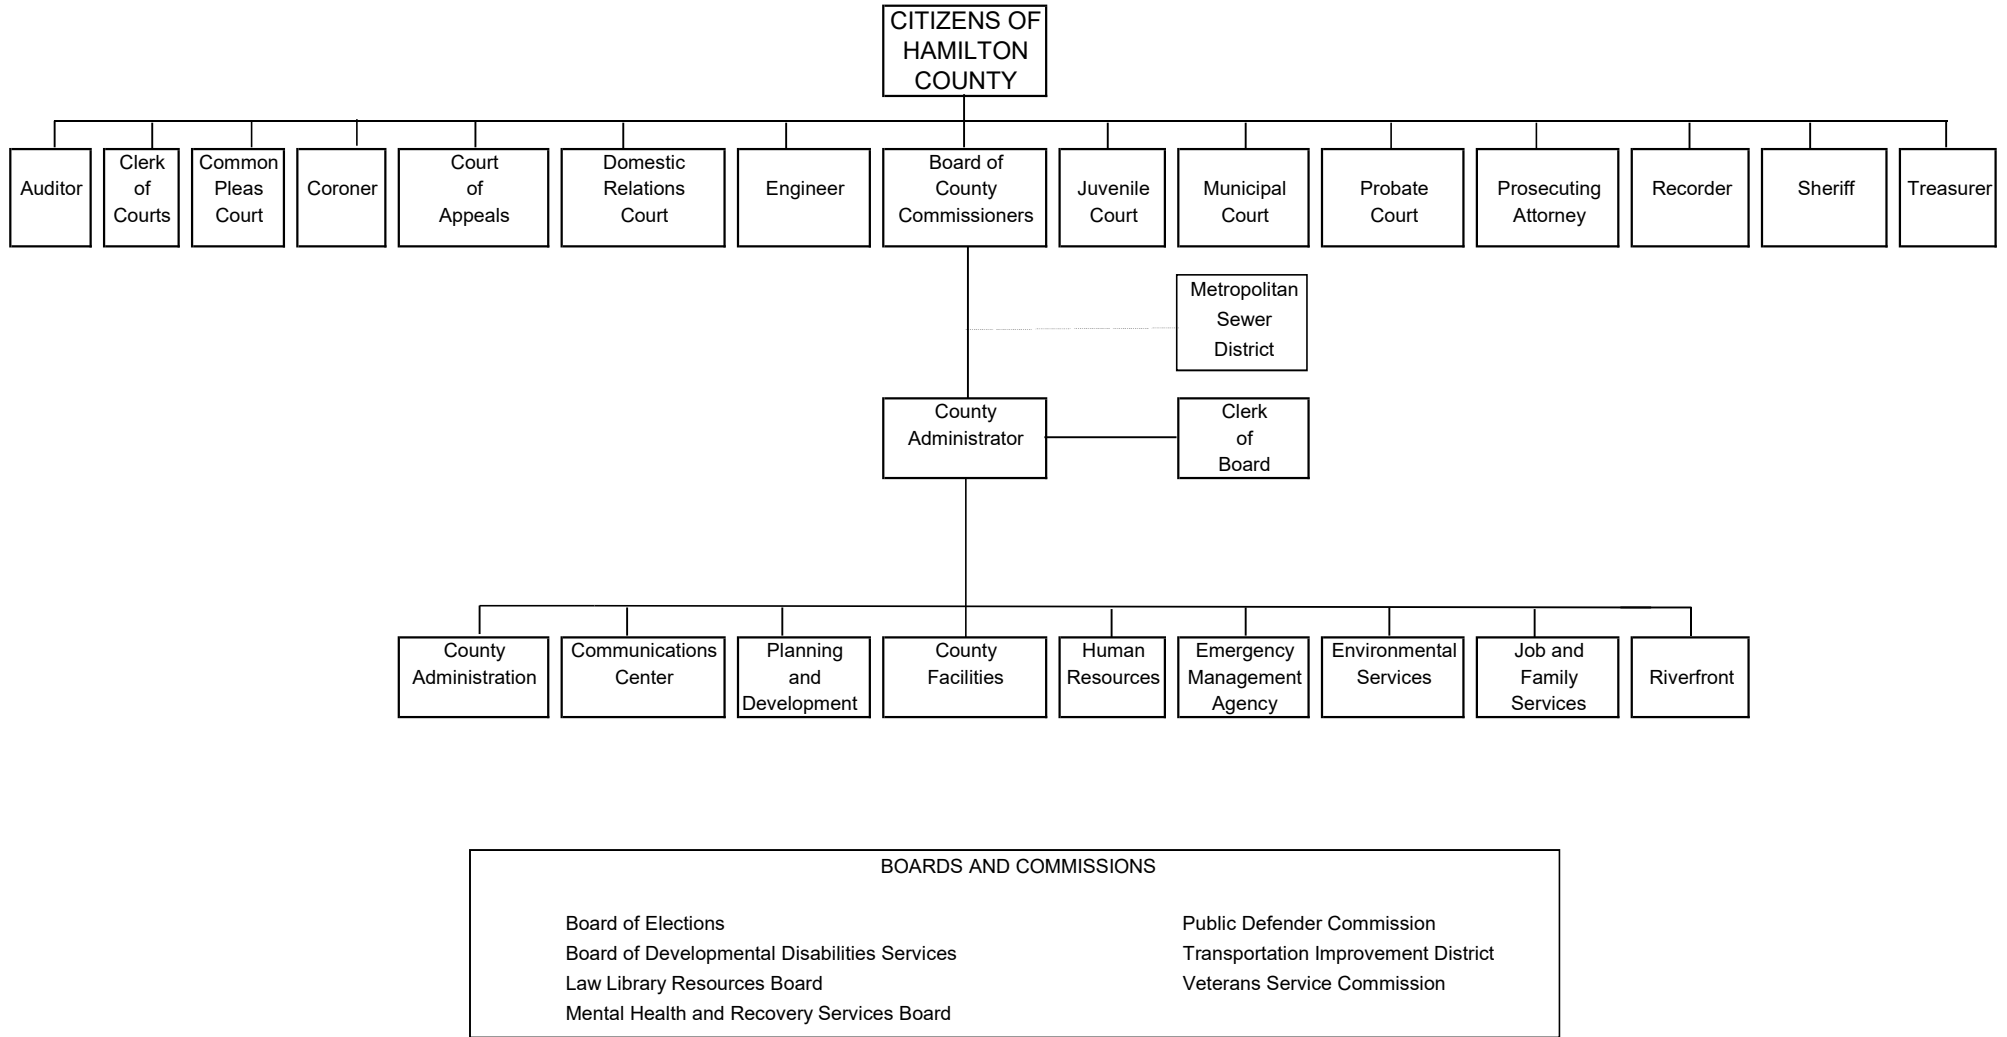 CITIZENS OF
HAMILTON
COUNTY
Auditor
Clerk
of
Courts
Common
Pleas
Court
Coroner
Court
of
Appeals
Domestic
Relations
Court
Engineer
Board of
County
Commissioners
Juvenile
Court
Municipal
Court
Probate
Court
Prosecuting
Attorney
Recorder
Sheriff
Treasurer
Metropolitan
Sewer
District
County
Administrator
Clerk
of
Board
County
Administration
Communications
Center
Planning
and
Development
County
Facilities
Human
Resources
Emergency
Management
Agency
Environmental
Services
Job and
Family
Services
Riverfront
BOARDS AND COMMISSIONS
Board of Elections
Board of Developmental Disabilities Services
Law Library Resources Board
Mental Health and Recovery Services Board
Public Defender Commission
Transportation Improvement District
Veterans Service Commission